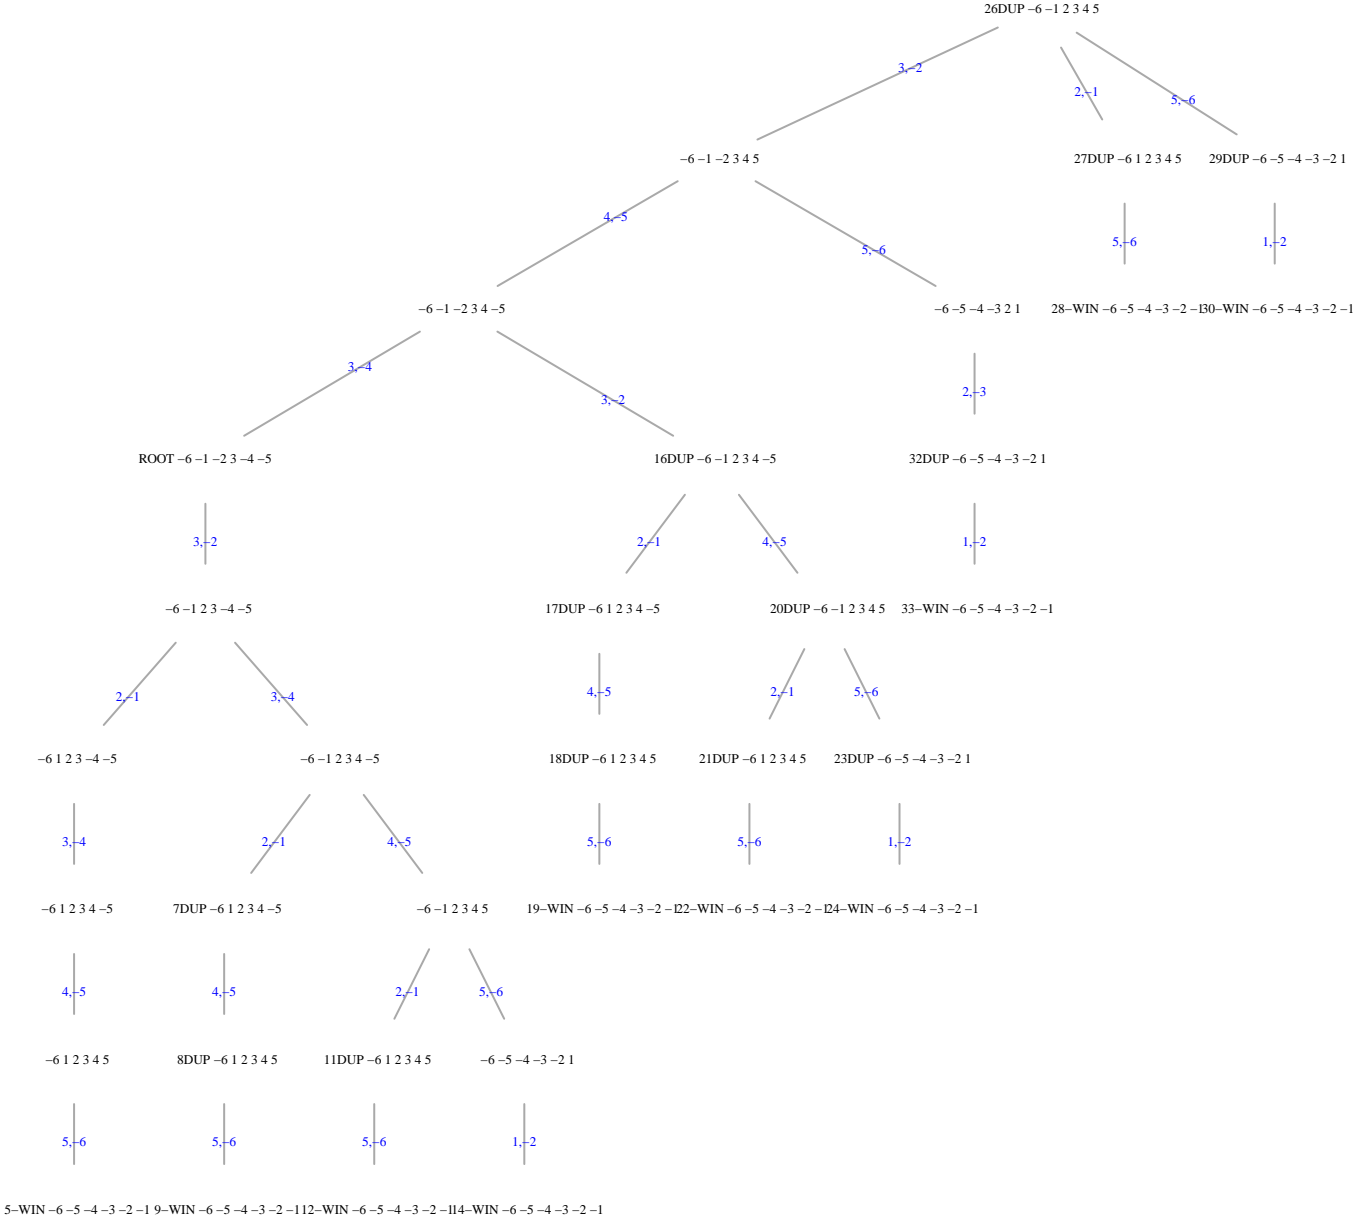 26DUP −6 −1 2 3 4 5
3,−2
2,−1
5,−6
−6 −1 −2 3 4 5
27DUP −6 1 2 3 4 5
29DUP −6 −5 −4 −3 −2 1
4,−5
5,−6
5,−6
1,−2
−6 −1 −2 3 4 −5
−6 −5 −4 −3 2 1
28−WIN −6 −5 −4 −3 −2 −1
30−WIN −6 −5 −4 −3 −2 −1
3,−4
3,−2
2,−3
ROOT −6 −1 −2 3 −4 −5
16DUP −6 −1 2 3 4 −5
32DUP −6 −5 −4 −3 −2 1
3,−2
2,−1
4,−5
1,−2
−6 −1 2 3 −4 −5
17DUP −6 1 2 3 4 −5
20DUP −6 −1 2 3 4 5
33−WIN −6 −5 −4 −3 −2 −1
2,−1
3,−4
4,−5
2,−1
5,−6
−6 1 2 3 −4 −5
−6 −1 2 3 4 −5
18DUP −6 1 2 3 4 5
21DUP −6 1 2 3 4 5
23DUP −6 −5 −4 −3 −2 1
3,−4
2,−1
4,−5
5,−6
5,−6
1,−2
−6 1 2 3 4 −5
7DUP −6 1 2 3 4 −5
−6 −1 2 3 4 5
19−WIN −6 −5 −4 −3 −2 −1
22−WIN −6 −5 −4 −3 −2 −1
24−WIN −6 −5 −4 −3 −2 −1
4,−5
4,−5
2,−1
5,−6
−6 1 2 3 4 5
8DUP −6 1 2 3 4 5
11DUP −6 1 2 3 4 5
−6 −5 −4 −3 −2 1
5,−6
5,−6
5,−6
1,−2
5−WIN −6 −5 −4 −3 −2 −1
9−WIN −6 −5 −4 −3 −2 −1
12−WIN −6 −5 −4 −3 −2 −1
14−WIN −6 −5 −4 −3 −2 −1